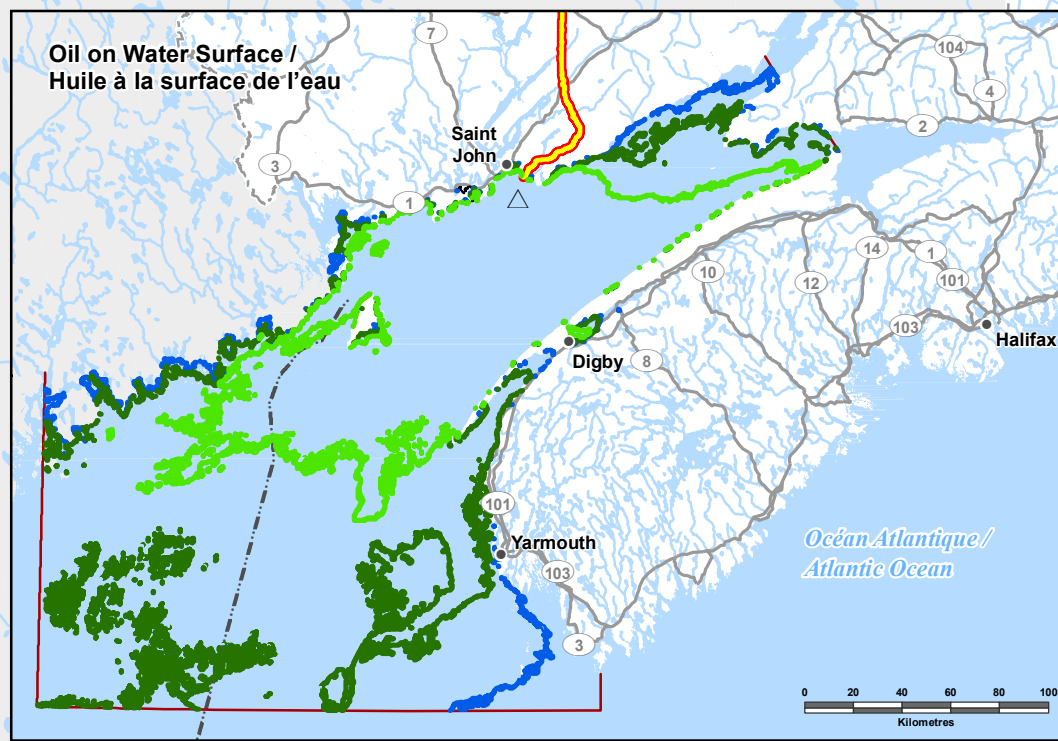 Oil on Water Surface /
Huile à la surface de l'eau
7
104
4
2
Saint
John
3
1
10
12
14
1
101
103
Halifax
Digby
8
101
Yarmouth
103
3
Océan Atlantique /
Atlantic Ocean
0 20 40 60 80 100
Kilometres